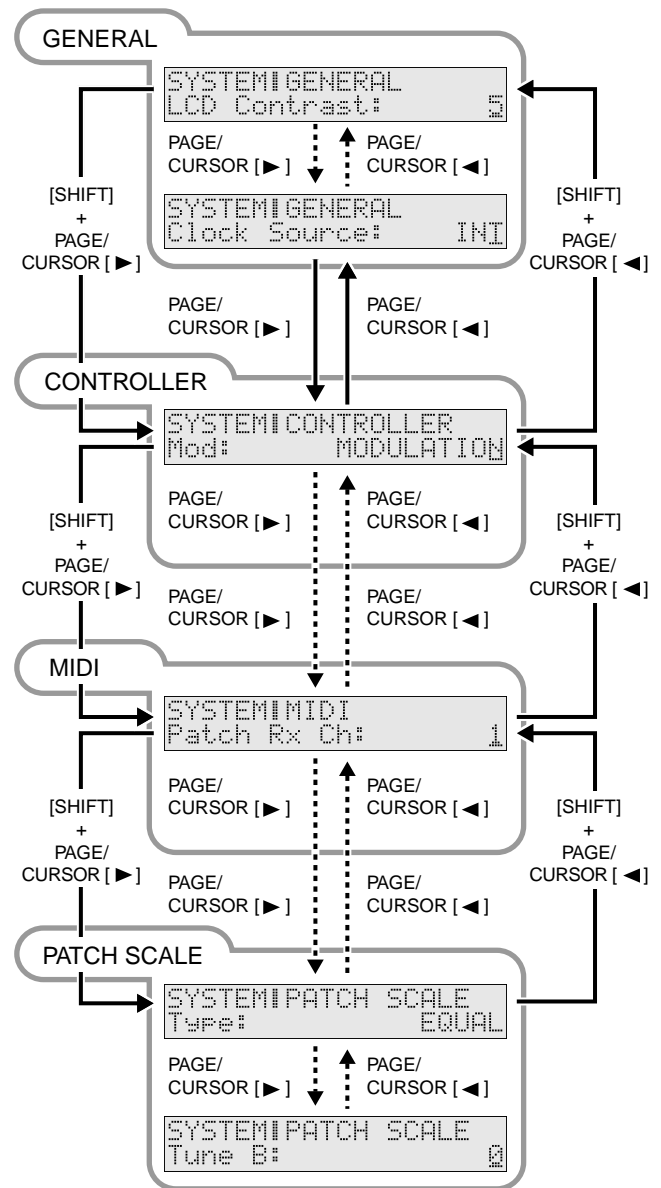 GENERAL
SYSTEM GENERAL
LCD Contrast: 5
PAGE/
CURSOR [▶]
PAGE/
CURSOR [◀]
[SHIFT]
+
PAGE/
CURSOR [▶]
[SHIFT]
+
PAGE/
CURSOR [◀]
SYSTEM GENERAL
Clock Source: INT
PAGE/
CURSOR [▶]
PAGE/
CURSOR [◀]
CONTROLLER
SYSTEM CONTROLLER
Mod: MODULATION
PAGE/
CURSOR [▶]
PAGE/
CURSOR [◀]
[SHIFT]
+
PAGE/
CURSOR [▶]
[SHIFT]
+
PAGE/
CURSOR [◀]
PAGE/
CURSOR [▶]
PAGE/
CURSOR [◀]
MIDI
SYSTEM MIDI
Patch Rx Ch: 1
PAGE/
CURSOR [▶]
PAGE/
CURSOR [◀]
[SHIFT]
+
PAGE/
CURSOR [▶]
[SHIFT]
+
PAGE/
CURSOR [◀]
PAGE/
CURSOR [▶]
PAGE/
CURSOR [◀]
PATCH SCALE
SYSTEM PATCH SCALE
Type: EQUAL
PAGE/
CURSOR [▶]
PAGE/
CURSOR [◀]
SYSTEM PATCH SCALE
Tune B: 0